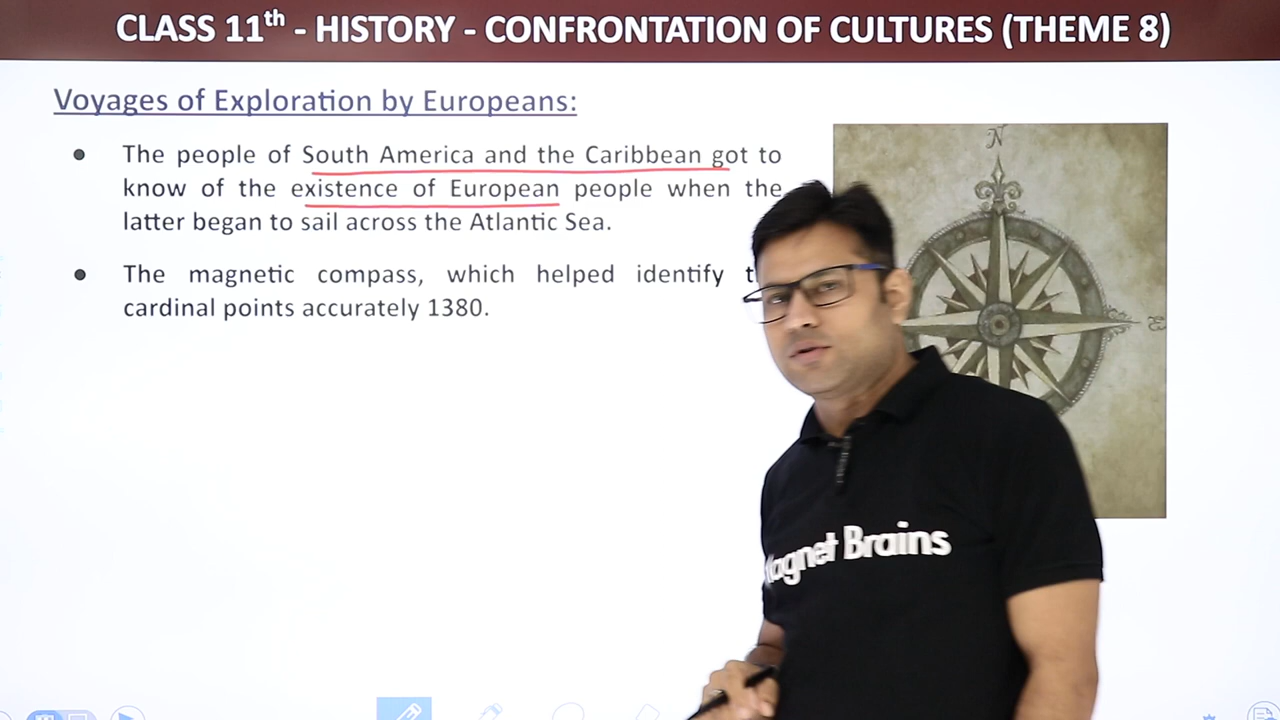 CLASS 11th - HISTORY - CONFRONTATION OF CULTURES (THEME 8)
Voyages of Exploration by Europeans:
• The people of South America and the Caribbean got to
know of the existence of European people when the
latter began to sail across the Atlantic Sea.
• The magnetic compass, which helped identify
cardinal points accurately 1380.
N
E
Magnet Brains